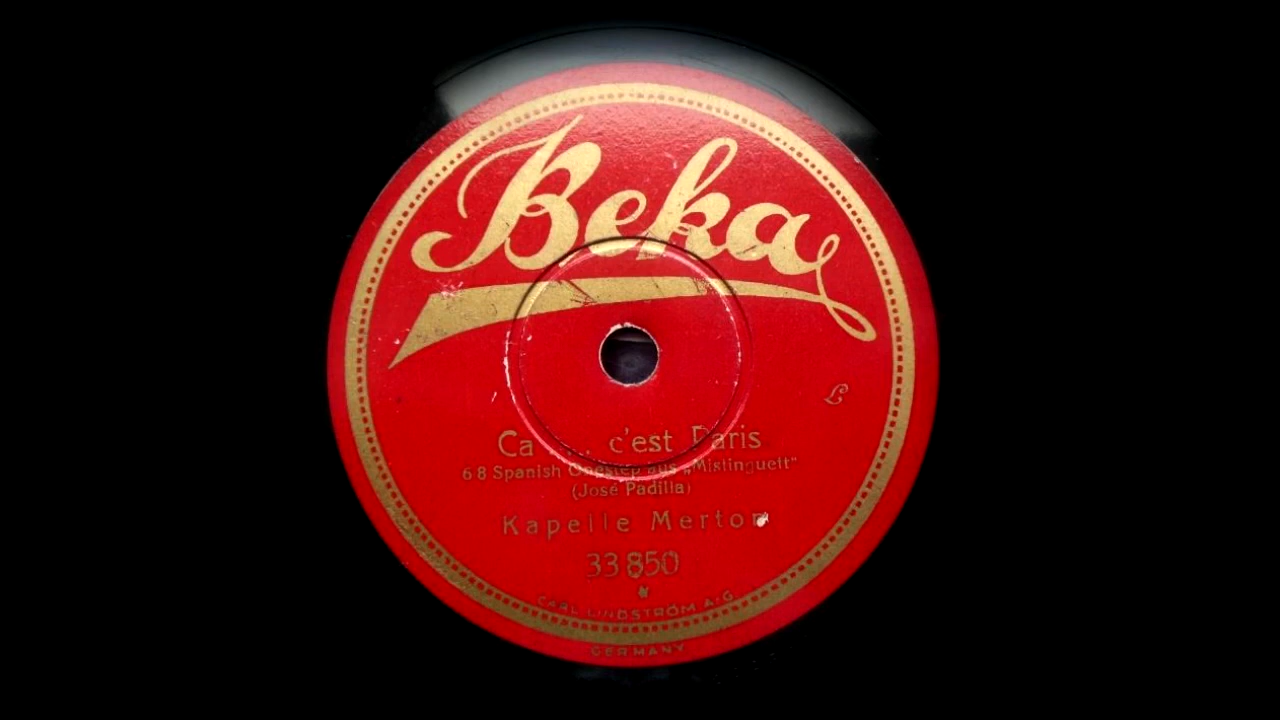 Beka
L
Ca ... c'est Paris
6 8 Spanish Onestep aus „Mistinguett"
(José Padilla)
Kapelle Merton
33 850
CARL LINDSTRÖM A.G
GERMANY